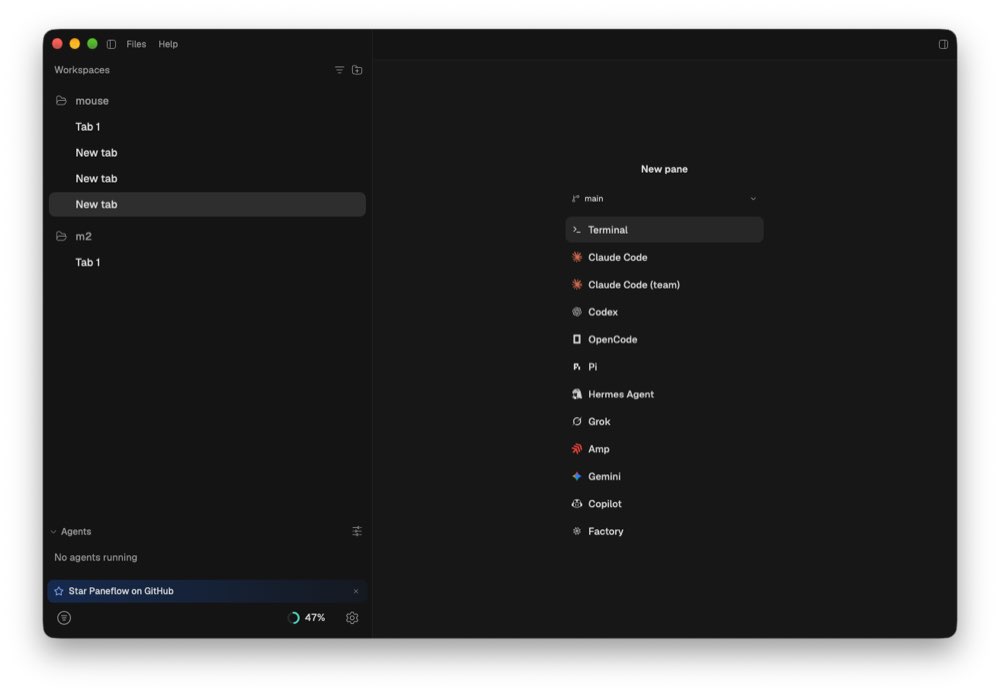 Files Help
Workspaces
mouse
Tab 1
New tab
New tab
New tab
m2
Tab 1
New pane
main
Terminal
Claude Code
Claude Code (team)
Codex
OpenCode
Pi
Hermes Agent
Grok
Amp
Gemini
Copilot
Factory
Agents
No agents running
Star Paneflow on GitHub
47%